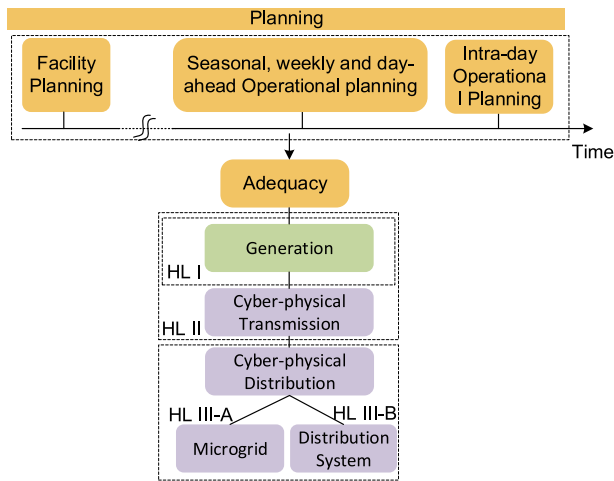 Planning
Facility
Planning
Seasonal, weekly and day-
ahead Operational planning
Intra-day
Operationa
l Planning
Time
Adequacy
Generation
HL I
Cyber-physical
Transmission
HL II
Cyber-physical
Distribution
HL III-A
HL III-B
Microgrid
Distribution
System